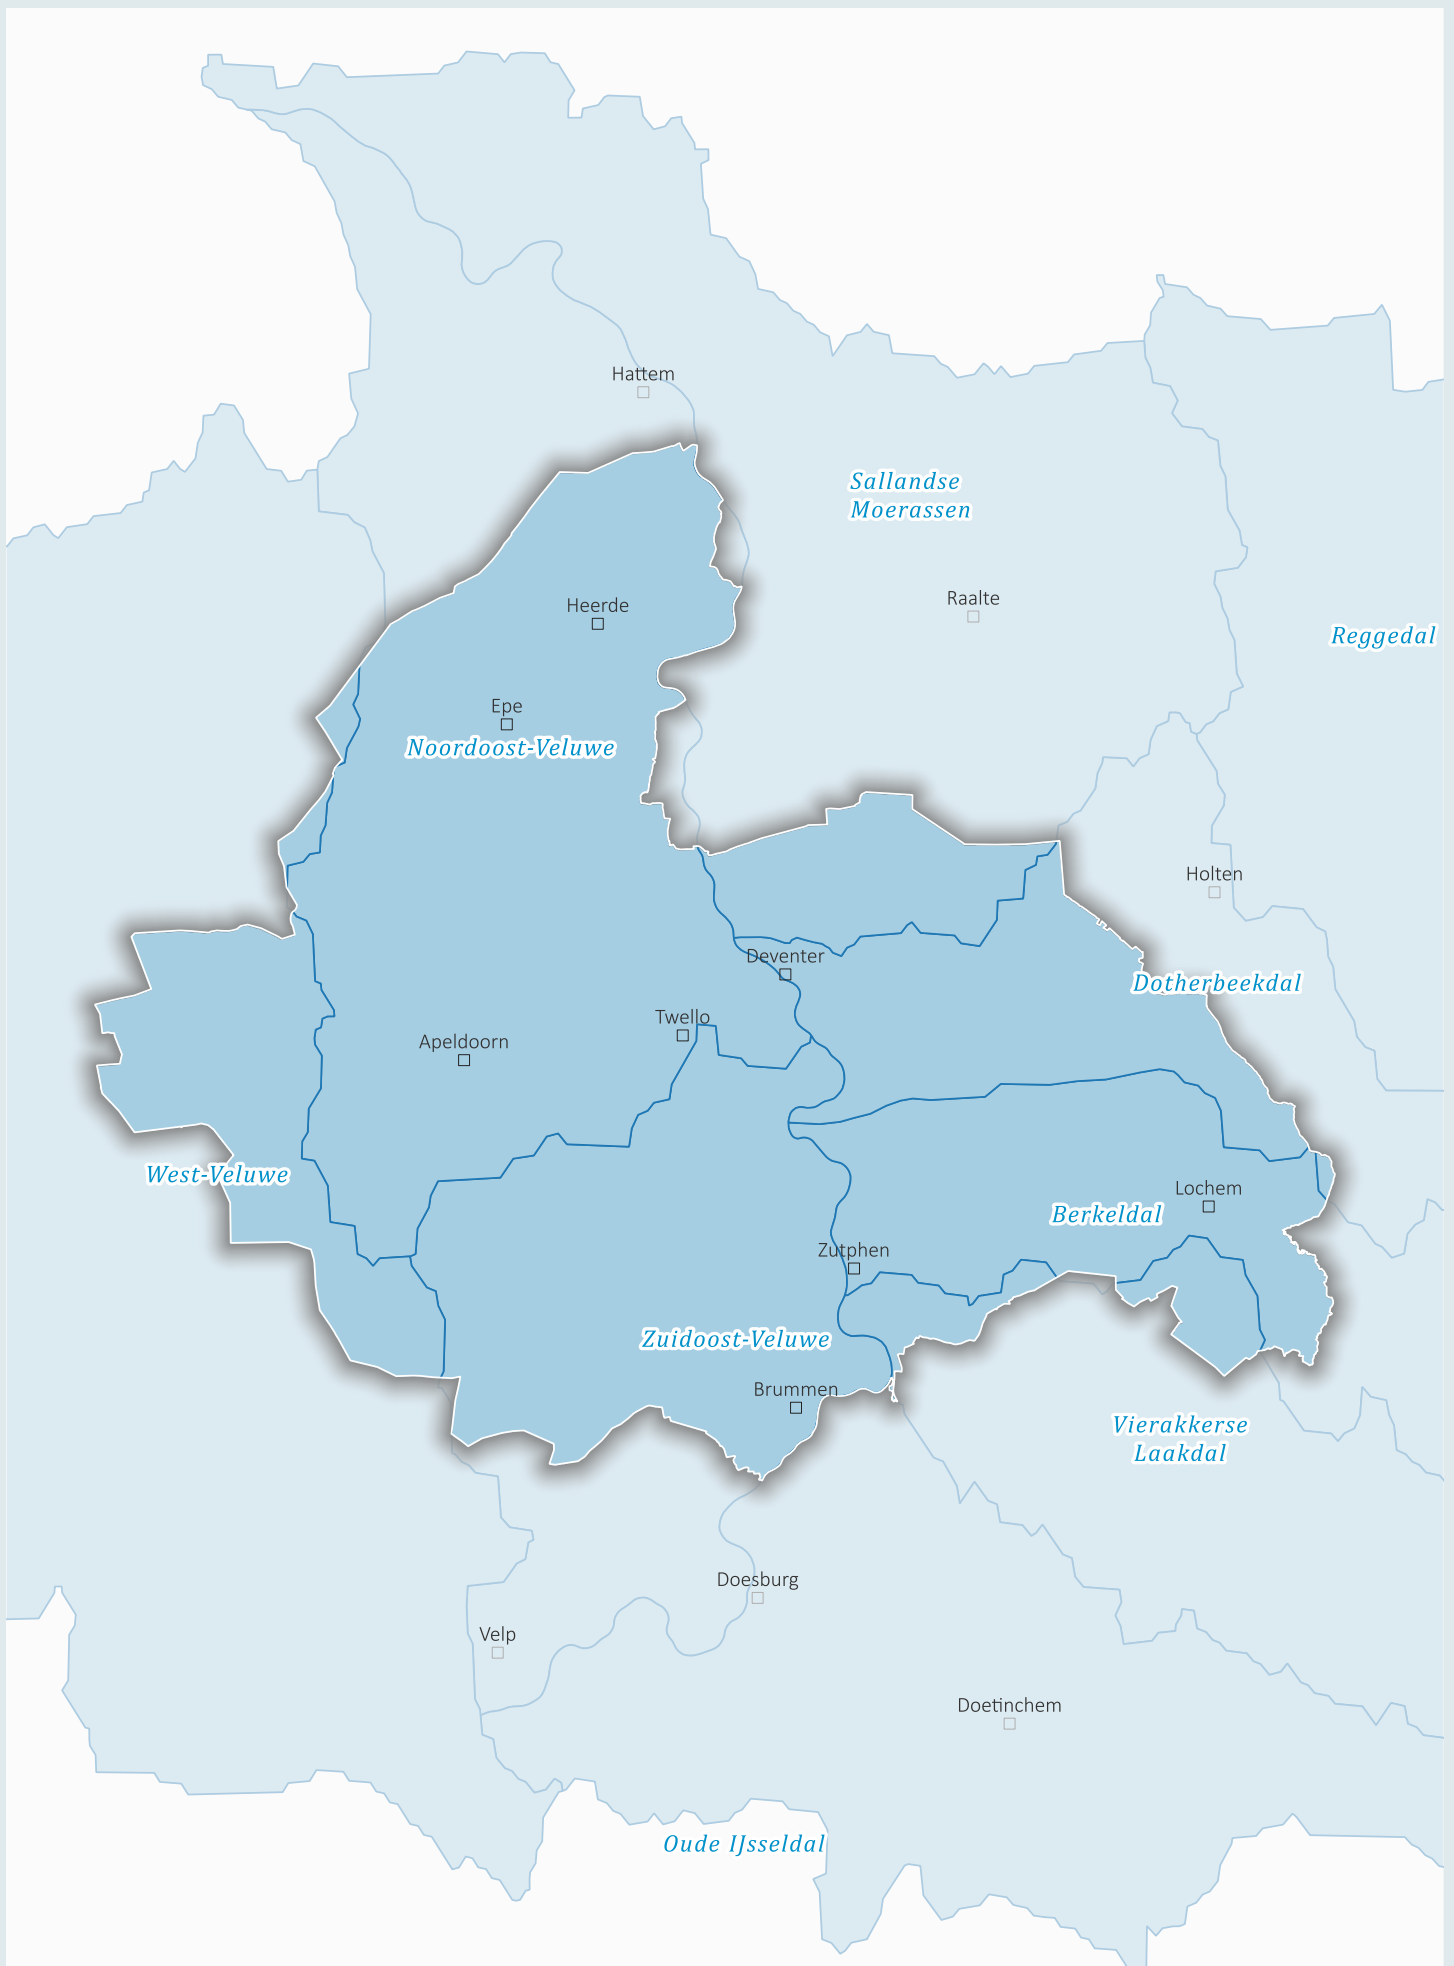 Hattem
Sallandse
Moerassen
Raalte
Heerde
Reggedal
Epe
Noordoost-Veluwe
Holten
Deventer
Dotherbeekdal
Twello
Apeldoorn
West-Veluwe
Lochem
Berkeldal
Zutphen
Zuidoost-Veluwe
Brummen
Vierakkerse
Laakdal
Doesburg
Velp
Doetinchem
Oude IJsseldal